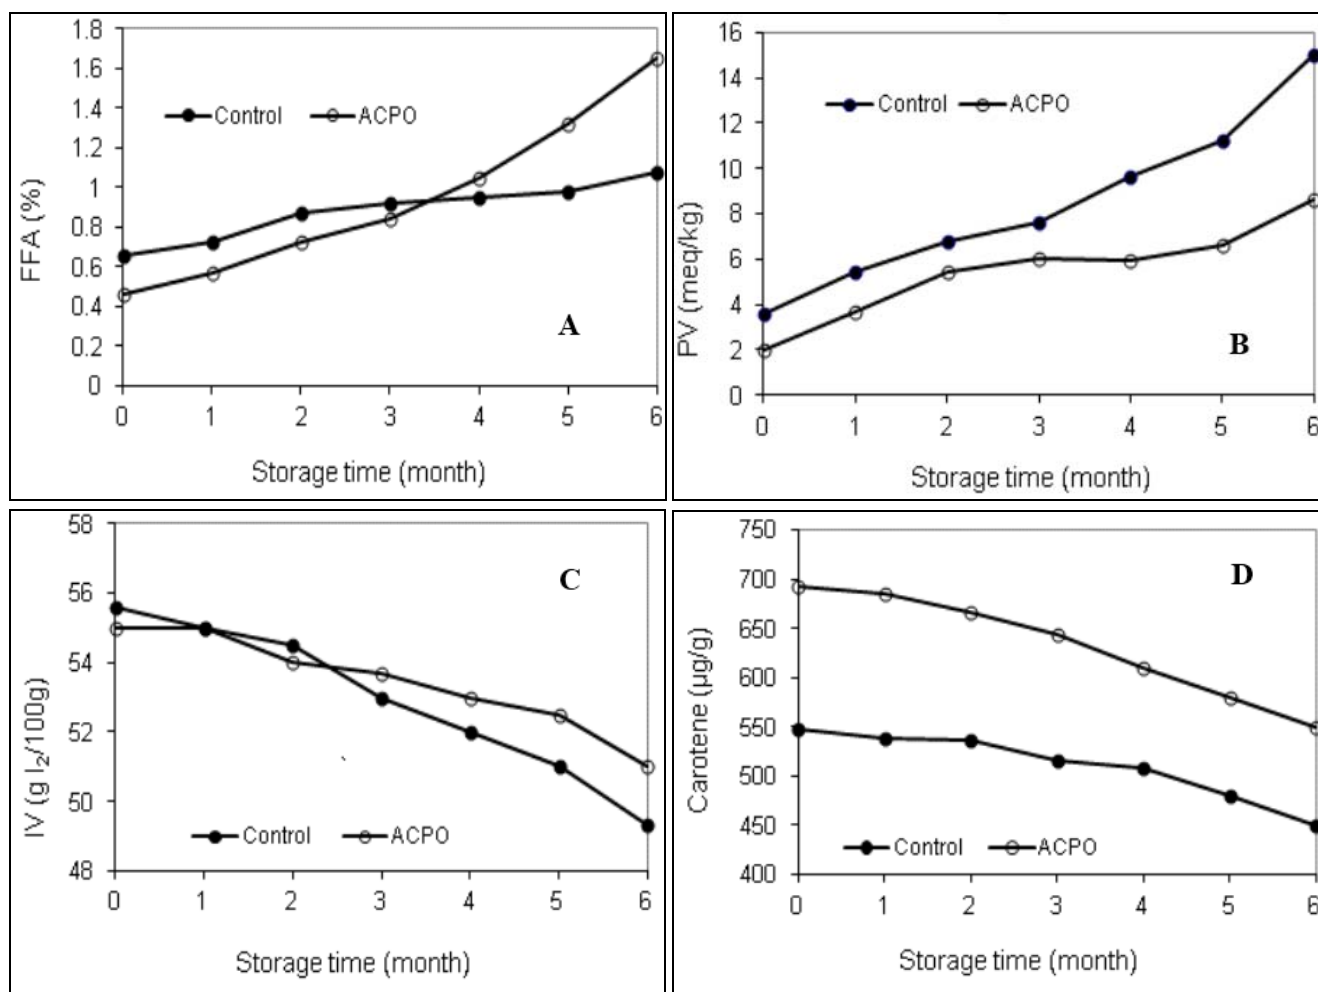 1.8
1.6
1.4
1.2
1
0.8
0.6
0.4
0.2
0
FFA (%)
Control ACPO
A
0 1 2 3 4 5 6
Storage time (month)
16
14
12
10
8
6
4
2
0
PV (meq/kg)
Control ACPO
B
0 1 2 3 4 5 6
Storage time (month)
58
56
54
52
50
48
IV (g I₂/100g)
C
Control ACPO
0 1 2 3 4 5 6
Storage time (month)
750
700
650
600
550
500
450
400
Carotene (µg/g)
D
Control ACPO
0 1 2 3 4 5 6
Storage time (month)